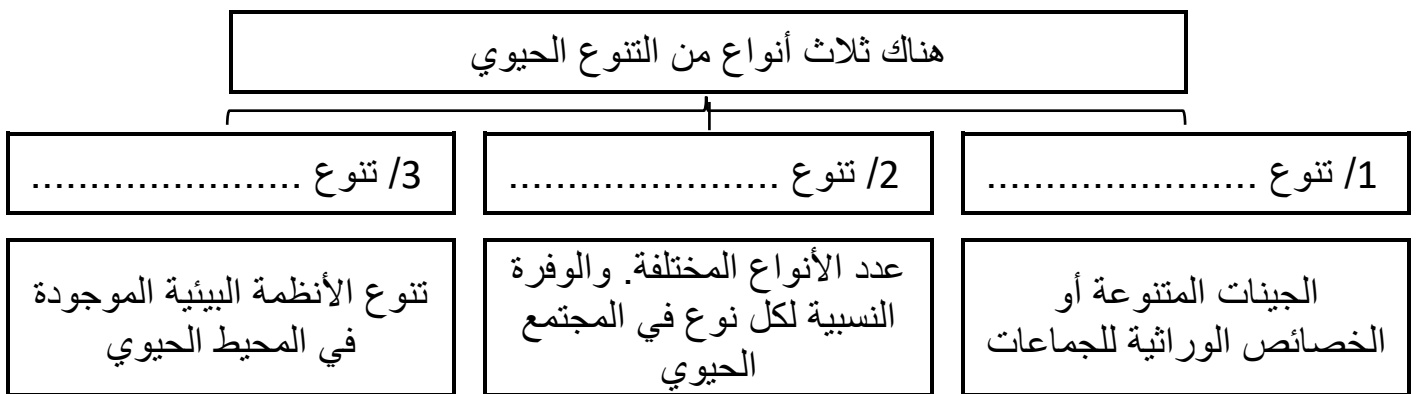 هناك ثلاث أنواع من التنوع الحيوي
1/ تنوع .......................
2/ تنوع .......................
3/ تنوع .......................
الجينات المتنوعة أو
الخصائص الوراثية للجماعات
عدد الأنواع المختلفة. والوفرة
النسبية لكل نوع في المجتمع
الحيوي
تنوع الأنظمة البيئية الموجودة
في المحيط الحيوي